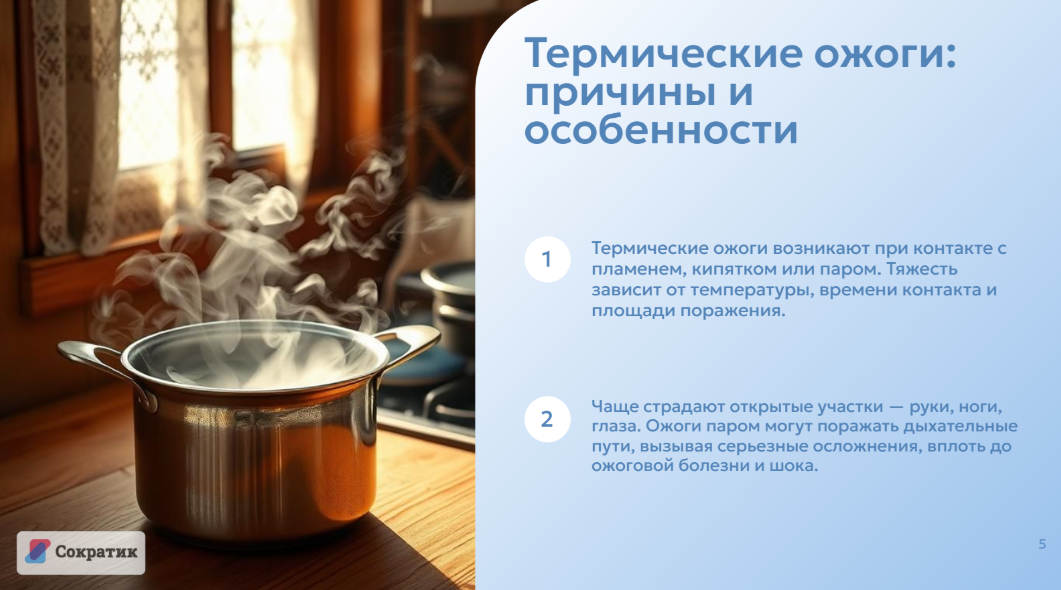 Термические ожоги:
причины и
особенности
1
Термические ожоги возникают при контакте с
пламенем, кипятком или паром. Тяжесть
зависит от температуры, времени контакта и
площади поражения.
2
Чаще страдают открытые участки — руки, ноги,
глаза. Ожоги паром могут поражать дыхательные
пути, вызывая серьезные осложнения, вплоть до
ожоговой болезни и шока.
Сократик
5